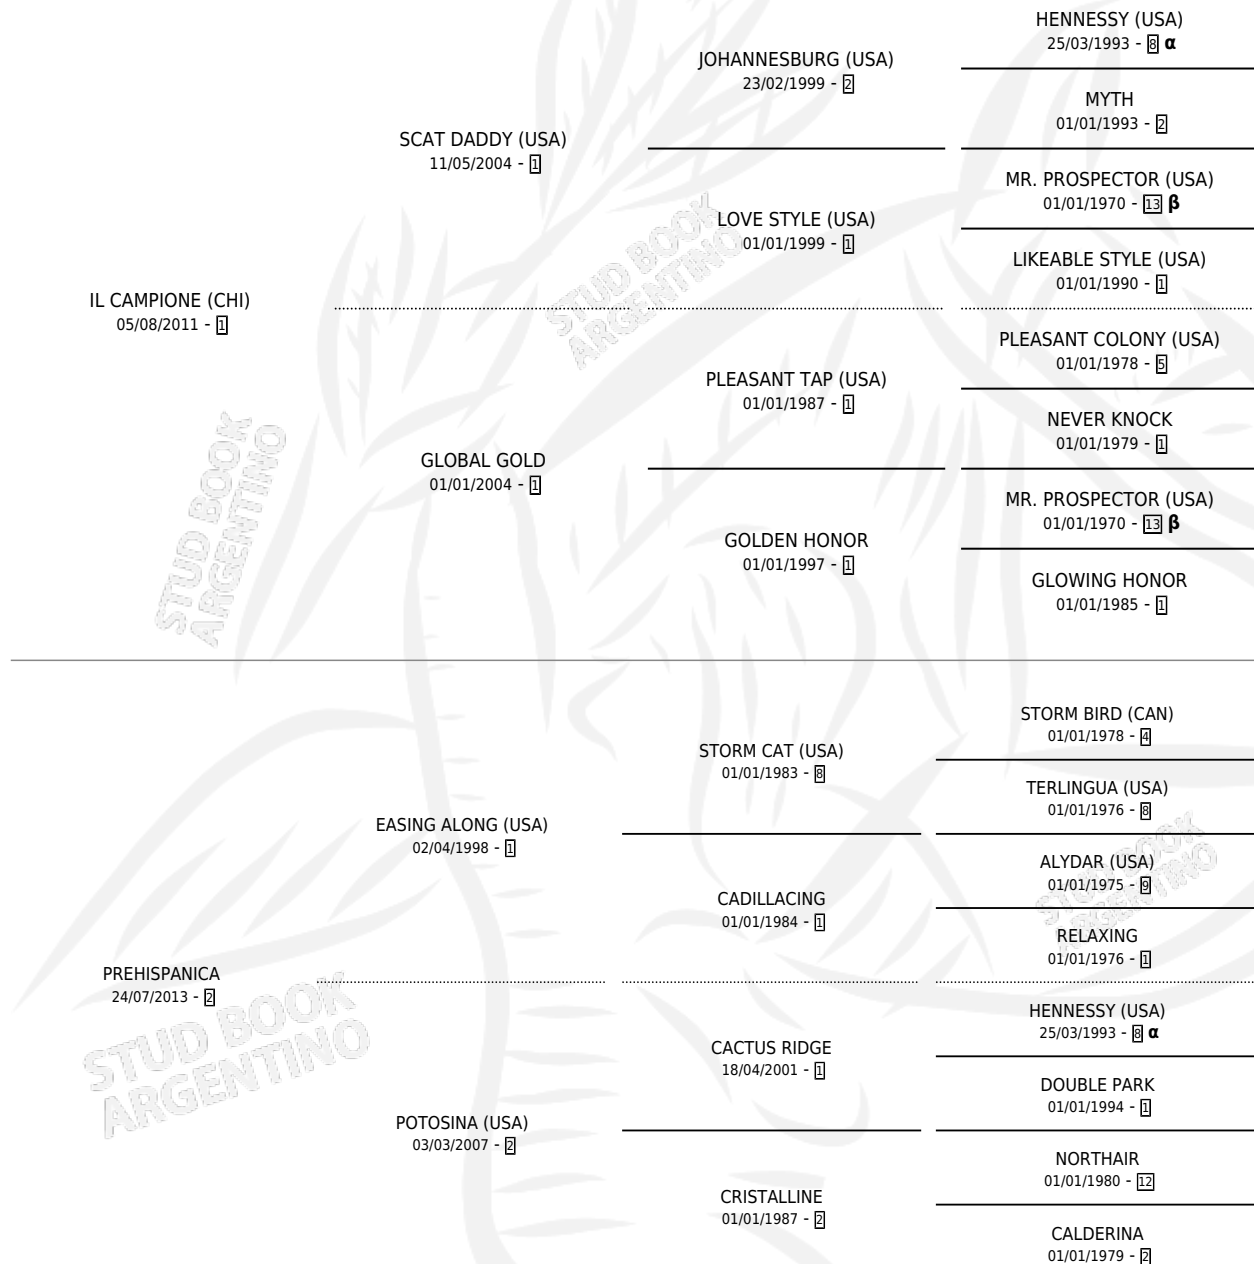 HENNESSY (USA)
25/03/1993 - 8 α
JOHANNESBURG (USA)
23/02/1999 - 2
MYTH
01/01/1993 - 2
SCAT DADDY (USA)
11/05/2004 - 1
MR. PROSPECTOR (USA)
01/01/1970 - 13 β
LOVE STYLE (USA)
01/01/1999 - 1
LIKEABLE STYLE (USA)
01/01/1990 - 1
IL CAMPIONE (CHI)
05/08/2011 - 1
PLEASANT COLONY (USA)
01/01/1978 - 5
PLEASANT TAP (USA)
01/01/1987 - 1
NEVER KNOCK
01/01/1979 - 1
GLOBAL GOLD
01/01/2004 - 1
MR. PROSPECTOR (USA)
01/01/1970 - 13 β
GOLDEN HONOR
01/01/1997 - 1
GLOWING HONOR
01/01/1985 - 1
STORM BIRD (CAN)
01/01/1978 - 4
STORM CAT (USA)
01/01/1983 - 8
TERLINGUA (USA)
01/01/1976 - 8
EASING ALONG (USA)
02/04/1998 - 1
ALYDAR (USA)
01/01/1975 - 9
CADILLACING
01/01/1984 - 1
RELAXING
01/01/1976 - 1
PREHISPANICA
24/07/2013 - 2
HENNESSY (USA)
25/03/1993 - 8 α
CACTUS RIDGE
18/04/2001 - 1
DOUBLE PARK
01/01/1994 - 1
POTOSINA (USA)
03/03/2007 - 2
NORTHAIR
01/01/1980 - 12
CRISTALLINE
01/01/1987 - 2
CALDERINA
01/01/1979 - 2
STUD BOOK
ARGENTINO
STUD BOOK
ARGENTINO
STUD BOOK
ARGENTINO
STUD BOOK
ARGENTINO